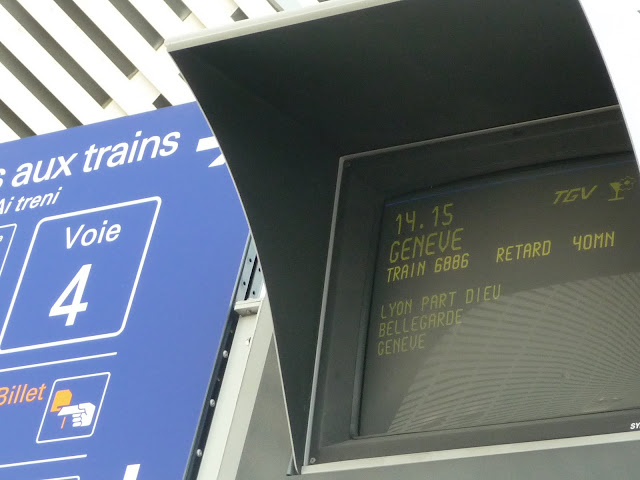 s aux trains
Ai treni
Voie
4
Billet
14.15
TGV
GENEVE
TRAIN 6886 RETARD 40MN
LYON PART DIEU
BELLEGARDE
GENEVE